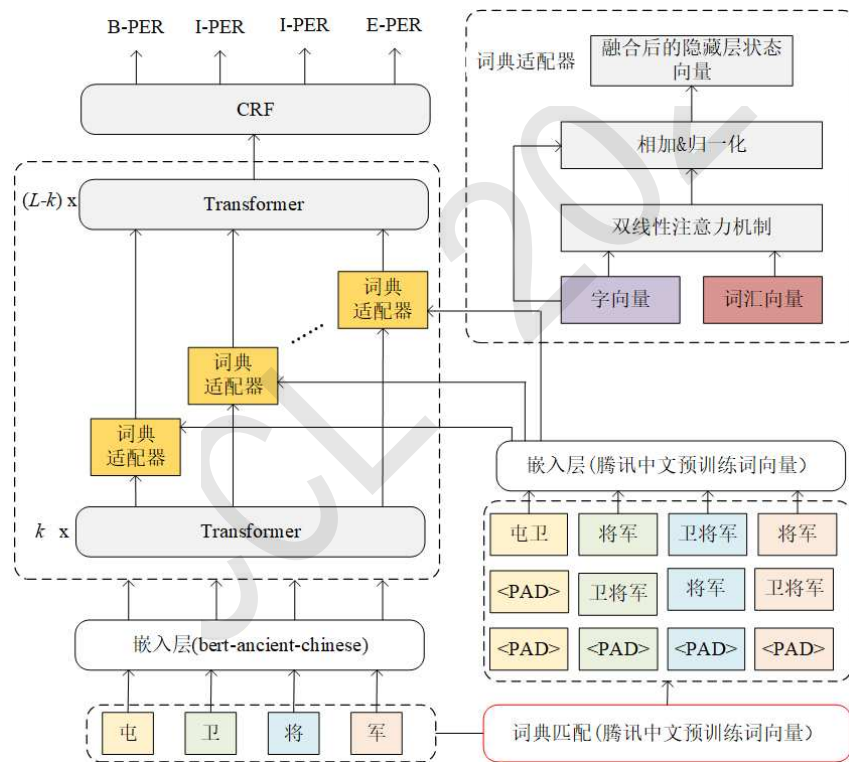 B-PER I-PER I-PER E-PER
CRF
(L-k) x
Transformer
词典
适配器
......
词典
适配器
词典
适配器
k x
Transformer
嵌入层(bert-ancient-chinese)
屯 卫 将 军
词典适配器
融合后的隐藏层状态
向量
相加&归一化
双线性注意力机制
字向量 词汇向量
嵌入层(腾讯中文预训练词向量)
屯卫 将军 卫将军 将军
<PAD> 卫将军 将军 卫将军
<PAD> <PAD> <PAD> <PAD>
词典匹配(腾讯中文预训练词向量)
CCL 202